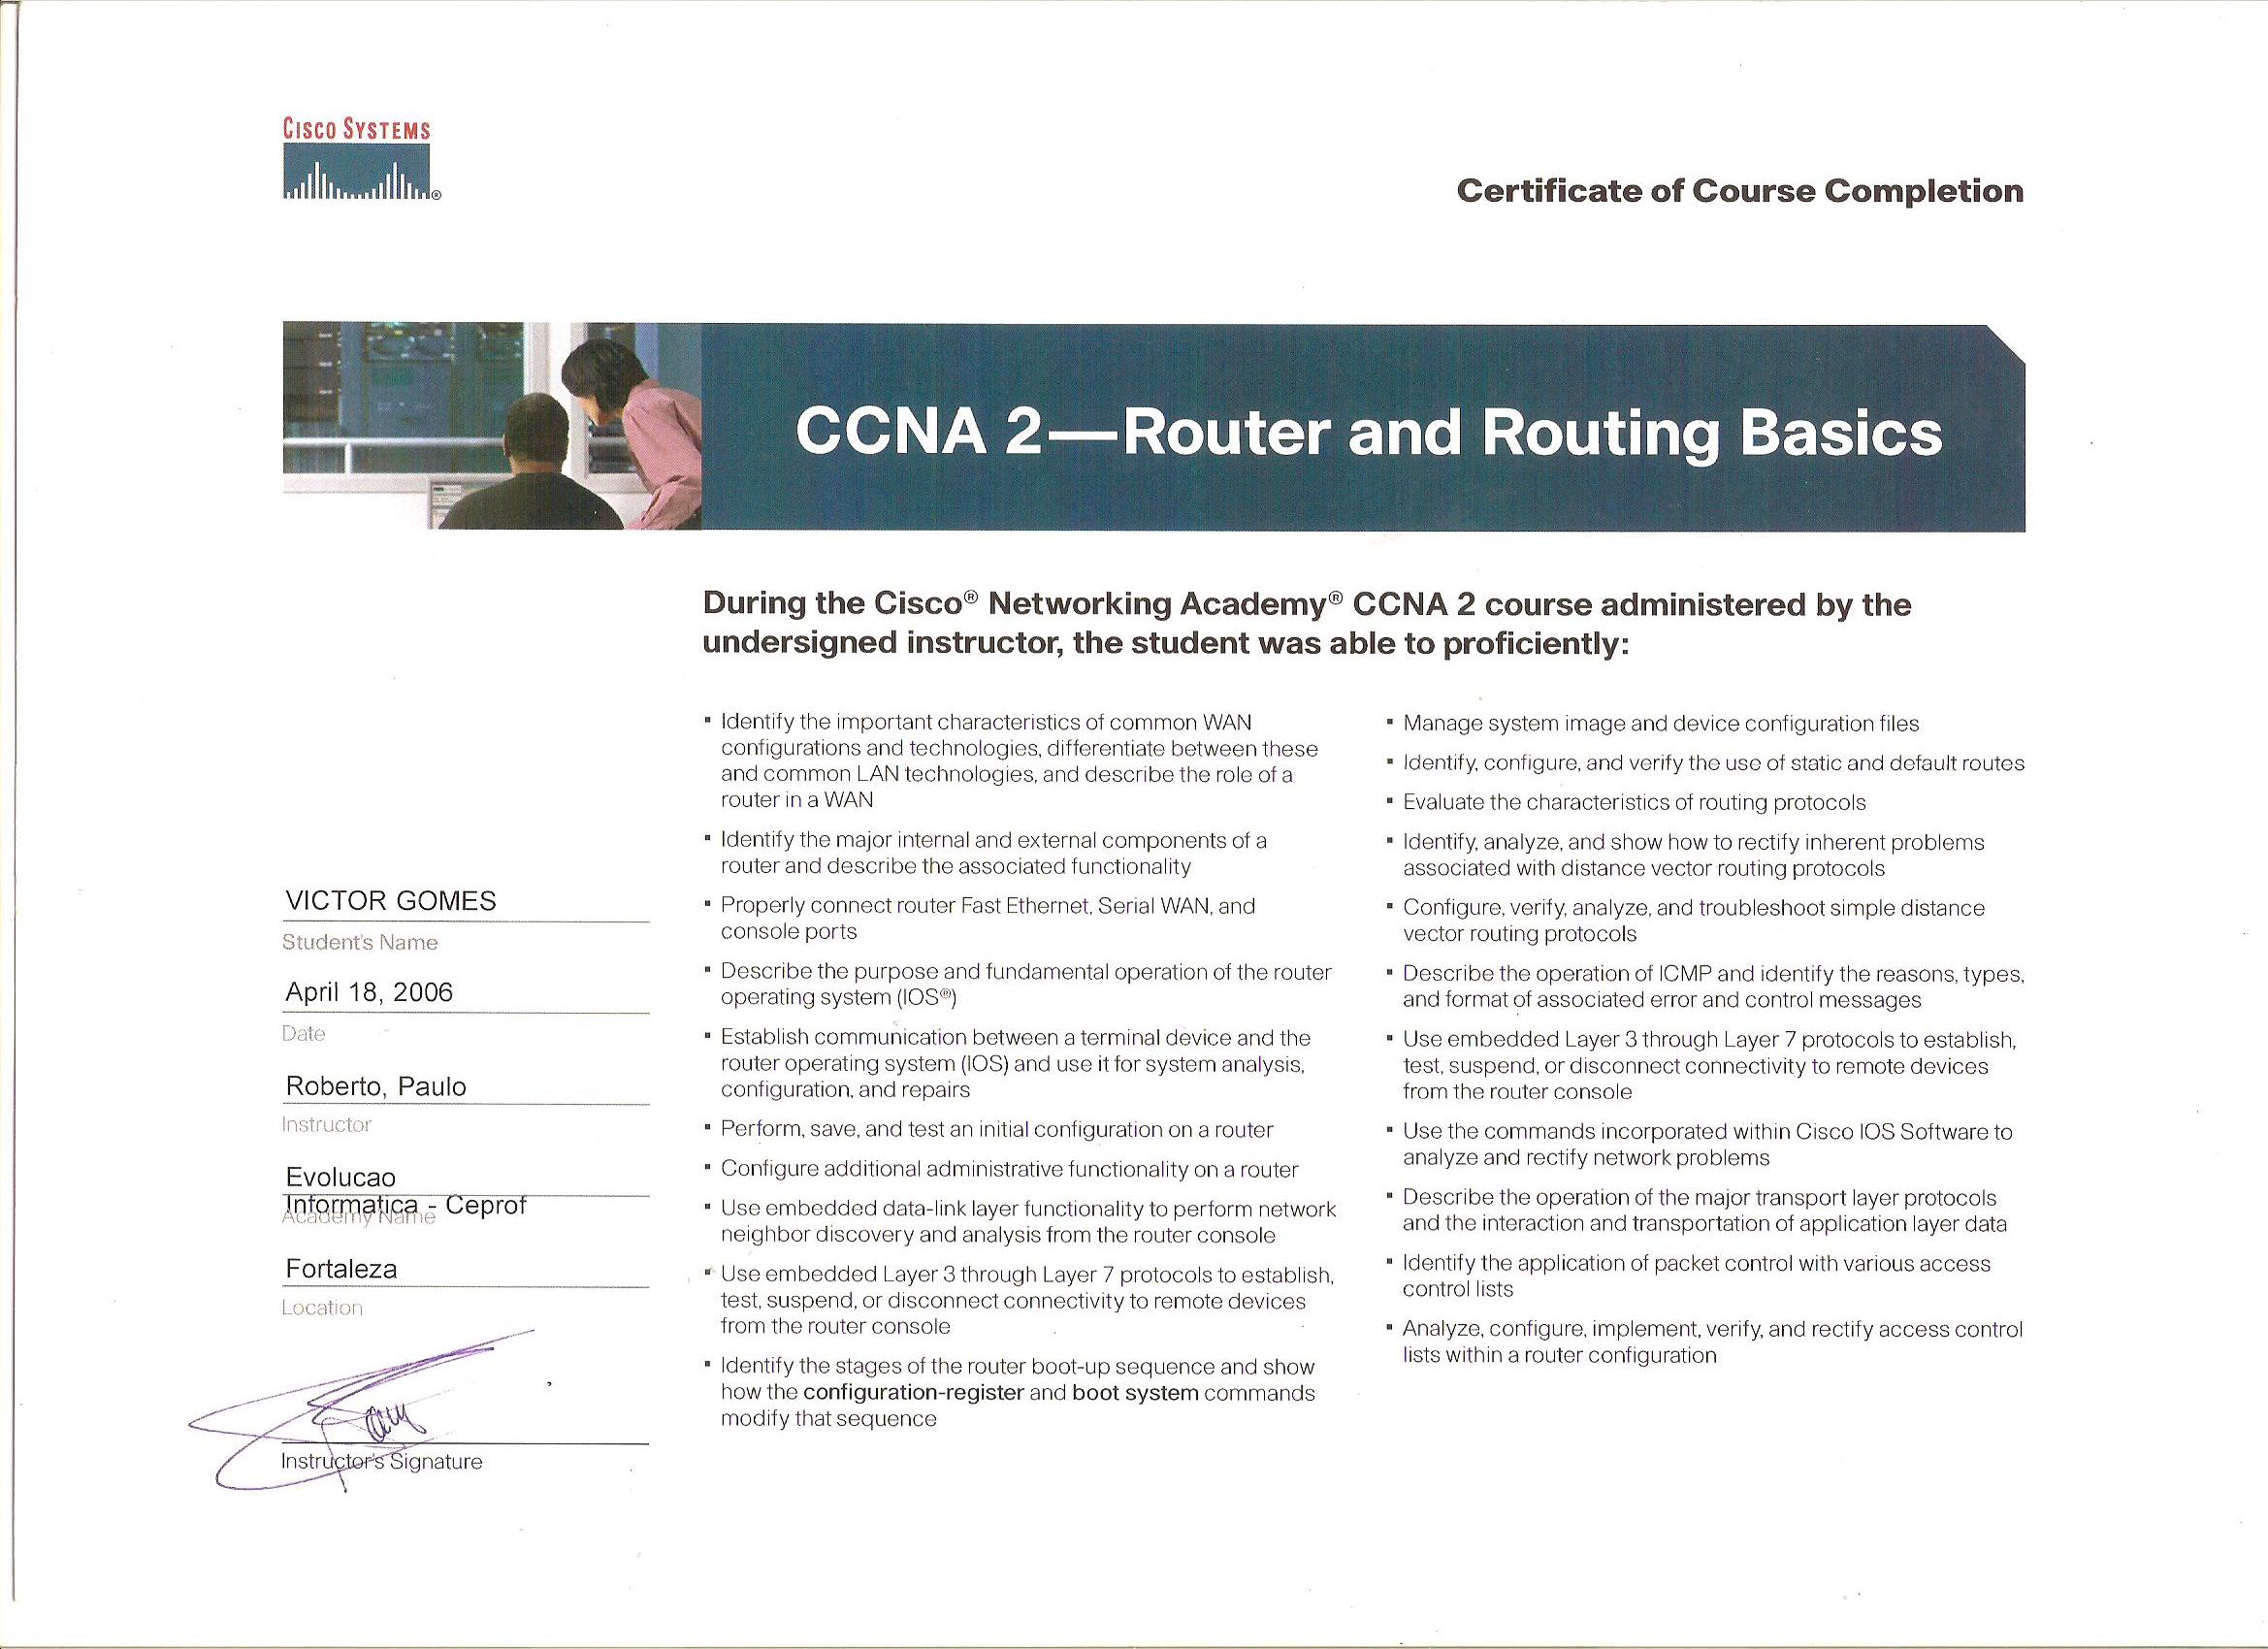 CISCO SYSTEMS
®
Certificate of Course Completion
CCNA 2—Router and Routing Basics
During the Cisco® Networking Academy® CCNA 2 course administered by the
undersigned instructor, the student was able to proficiently:
VICTOR GOMES
Student's Name
April 18, 2006
Date
Roberto, Paulo
Instructor
Evolucao
Informatica - Ceprof
Academy Name
Fortaleza
Location
Instructor's Signature
▪ Identify the important characteristics of common WAN
configurations and technologies, differentiate between these
and common LAN technologies, and describe the role of a
router in a WAN
▪ Identify the major internal and external components of a
router and describe the associated functionality
▪ Properly connect router Fast Ethernet, Serial WAN, and
console ports
▪ Describe the purpose and fundamental operation of the router
operating system (IOS®)
▪ Establish communication between a terminal device and the
router operating system (IOS) and use it for system analysis,
configuration, and repairs
▪ Perform, save, and test an initial configuration on a router
▪ Configure additional administrative functionality on a router
▪ Use embedded data-link layer functionality to perform network
neighbor discovery and analysis from the router console
▪ Use embedded Layer 3 through Layer 7 protocols to establish,
test, suspend, or disconnect connectivity to remote devices
from the router console
▪ Identify the stages of the router boot-up sequence and show
how the configuration-register and boot system commands
modify that sequence
▪ Manage system image and device configuration files
▪ Identify, configure, and verify the use of static and default routes
▪ Evaluate the characteristics of routing protocols
▪ Identify, analyze, and show how to rectify inherent problems
associated with distance vector routing protocols
▪ Configure, verify, analyze, and troubleshoot simple distance
vector routing protocols
▪ Describe the operation of ICMP and identify the reasons, types,
and format of associated error and control messages
▪ Use embedded Layer 3 through Layer 7 protocols to establish,
test, suspend, or disconnect connectivity to remote devices
from the router console
▪ Use the commands incorporated within Cisco IOS Software to
analyze and rectify network problems
▪ Describe the operation of the major transport layer protocols
and the interaction and transportation of application layer data
▪ Identify the application of packet control with various access
control lists
▪ Analyze, configure, implement, verify, and rectify access control
lists within a router configuration